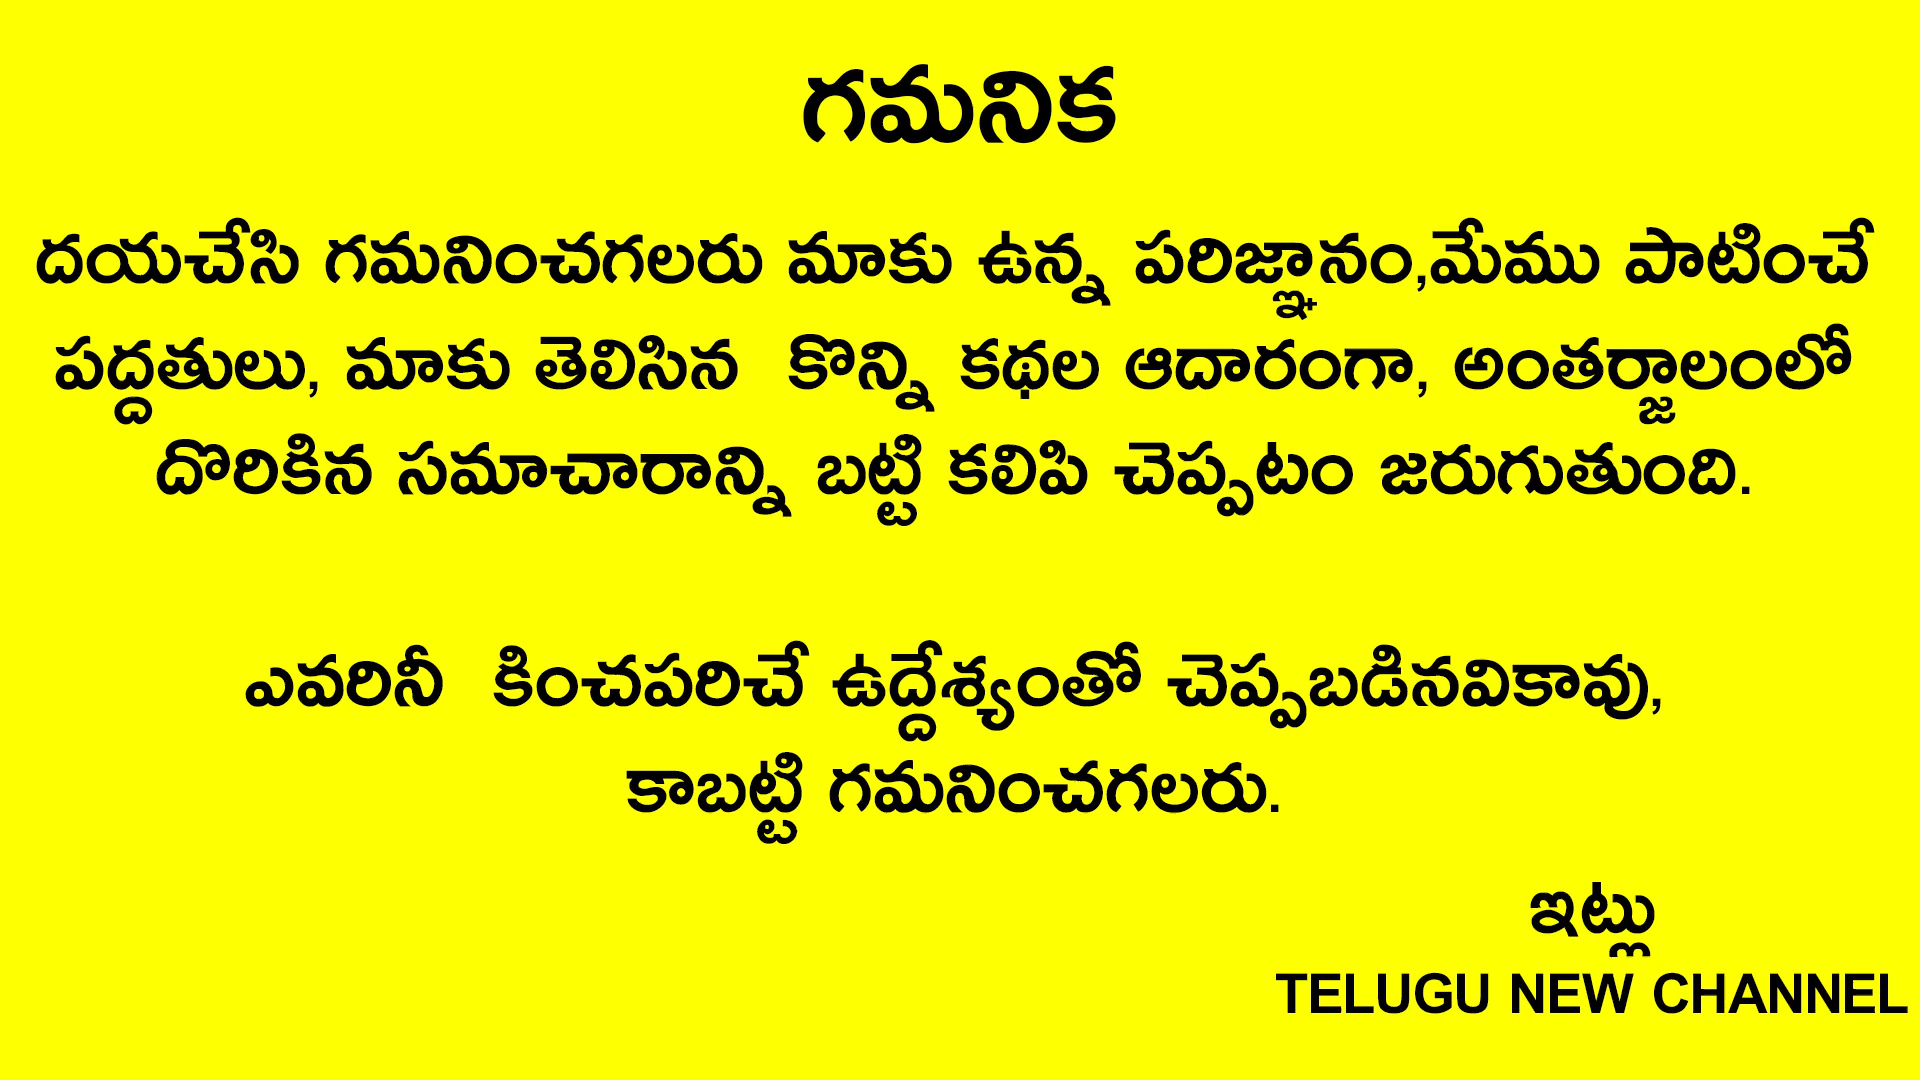 గమనిక
దయచేసి గమనించగలరు మాకు ఉన్న పరిజ్ఞానం,మేము పాటించే
పద్దతులు, మాకు తెలిసిన కొన్ని కథల ఆదారంగా, అంతర్జాలంలో
దొరికిన సమాచారాన్ని బట్టి కలిపి చెప్పటం జరుగుతుంది.
ఎవరినీ కించపరిచే ఉద్దేశ్యంతో చెప్పబడినవికావు,
కాబట్టి గమనించగలరు.
ఇట్లు
TELUGU NEW CHANNEL